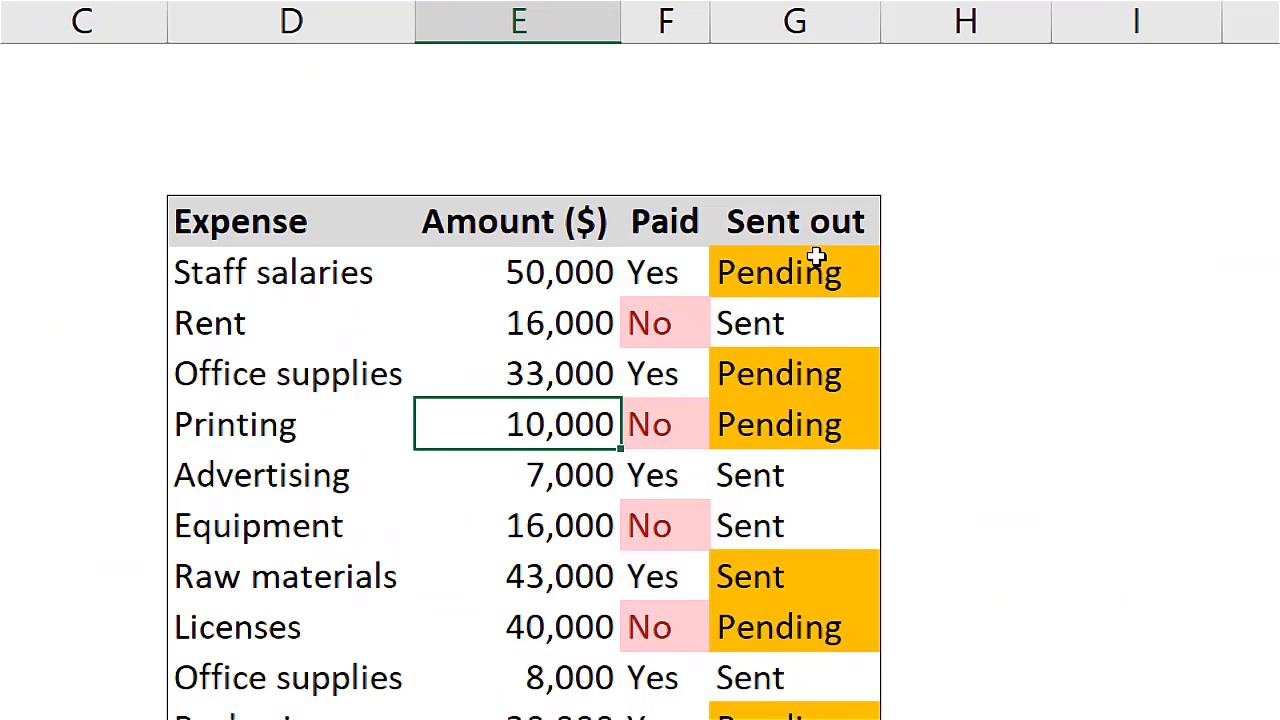 C D E F G H I
Expense Amount ($) Paid Sent out
Staff salaries 50,000 Yes Pending
Rent 16,000 No Sent
Office supplies 33,000 Yes Pending
Printing 10,000 No Pending
Advertising 7,000 Yes Sent
Equipment 16,000 No Sent
Raw materials 43,000 Yes Sent
Licenses 40,000 No Pending
Office supplies 8,000 Yes Sent